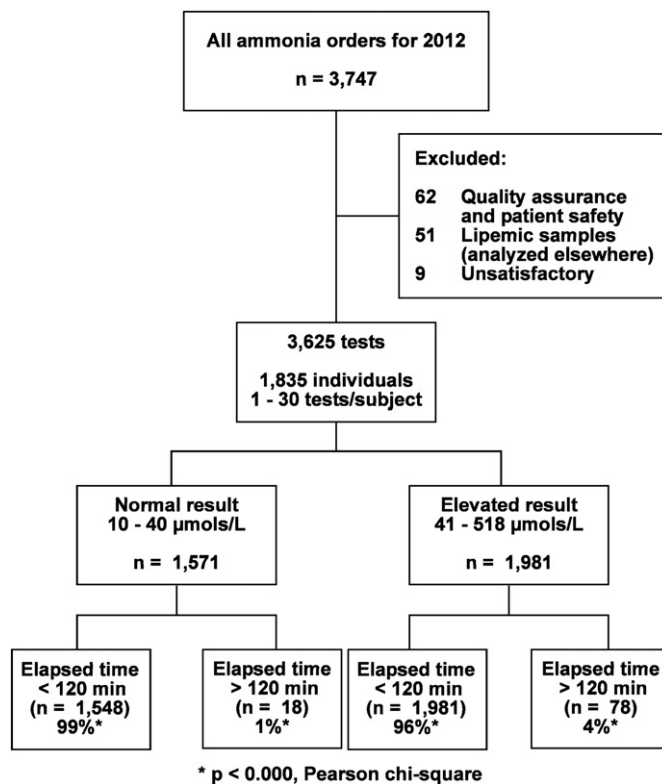 All ammonia orders for 2012
n = 3,747
Excluded:
62 Quality assurance
and patient safety
51 Lipemic samples
(analyzed elsewhere)
9 Unsatisfactory
3,625 tests
1,835 individuals
1 - 30 tests/subject
Normal result
10 - 40 µmols/L
n = 1,571
Elevated result
41 - 518 µmols/L
n = 1,981
Elapsed time
< 120 min
(n = 1,548)
99%*
Elapsed time
> 120 min
(n = 18)
1%*
Elapsed time
< 120 min
(n = 1,981)
96%*
Elapsed time
> 120 min
(n = 78)
4%*
* p < 0.000, Pearson chi-square